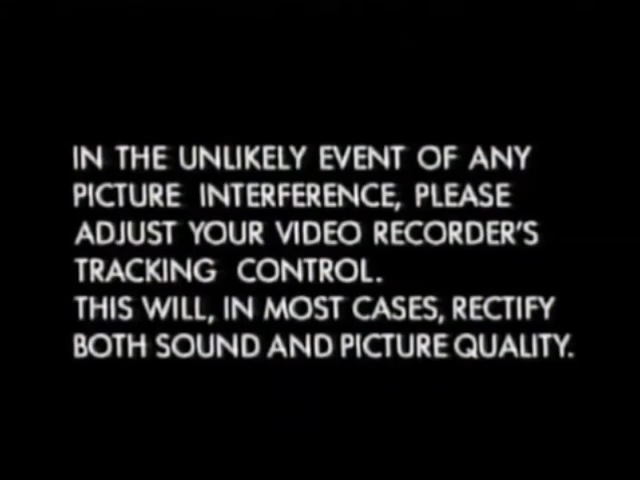 IN THE UNLIKELY EVENT OF ANY
PICTURE INTERFERENCE, PLEASE
ADJUST YOUR VIDEO RECORDER'S
TRACKING CONTROL.
THIS WILL, IN MOST CASES, RECTIFY
BOTH SOUND AND PICTURE QUALITY.